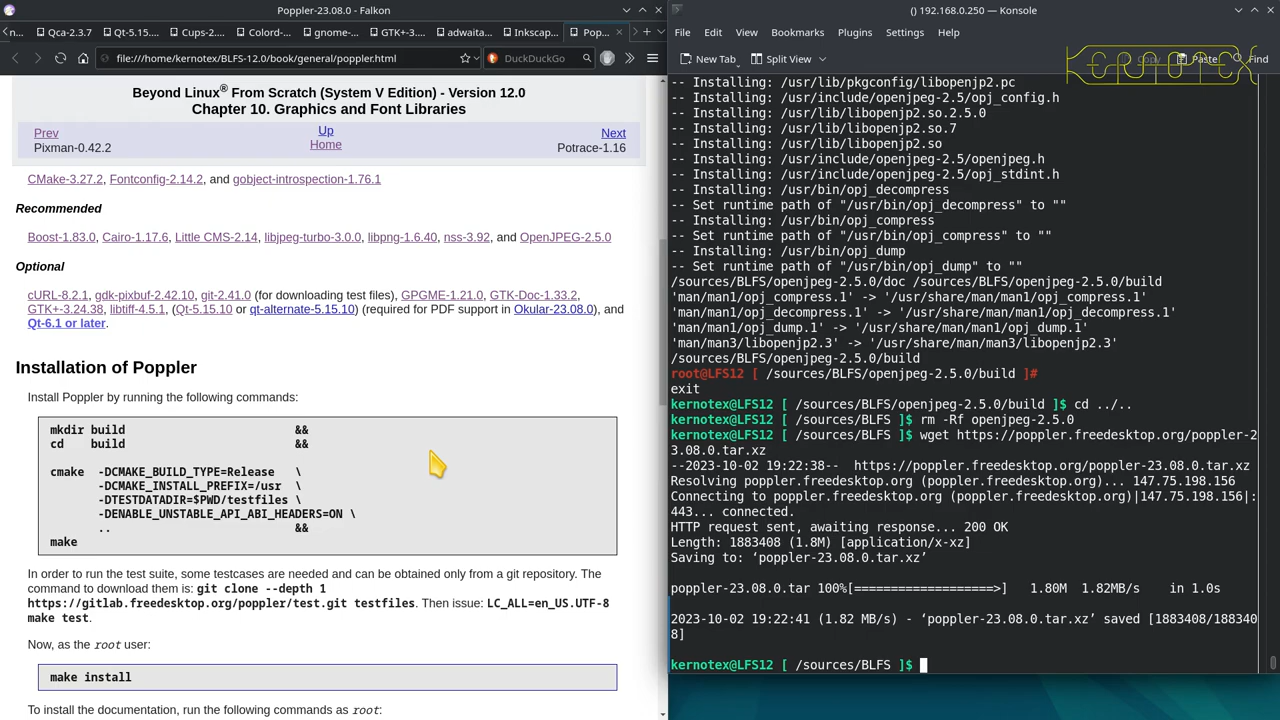 Poppler-23.08.0 - Falkon
n...
Qca-2.3.7
Qt-5.15....
Cups-2....
Colord-...
gnome-...
GTK+-3....
adwaita...
Inkscap...
Pop...
file:///home/kernotex/BLFS-12.0/book/general/poppler.html
DuckDuckGo
Beyond Linux® From Scratch (System V Edition) - Version 12.0
Chapter 10. Graphics and Font Libraries
Prev
Up
Next
Pixman-0.42.2
Home
Potrace-1.16
CMake-3.27.2, Fontconfig-2.14.2, and gobject-introspection-1.76.1
Recommended
Boost-1.83.0, Cairo-1.17.6, Little CMS-2.14, libjpeg-turbo-3.0.0, libpng-1.6.40, nss-3.92, and OpenJPEG-2.5.0
Optional
cURL-8.2.1, gdk-pixbuf-2.42.10, git-2.41.0 (for downloading test files), GPGME-1.21.0, GTK-Doc-1.33.2,
GTK+-3.24.38, libtiff-4.5.1, (Qt-5.15.10 or qt-alternate-5.15.10) (required for PDF support in Okular-23.08.0), and
Qt-6.1 or later.
Installation of Poppler
Install Poppler by running the following commands:
mkdir build                        &&
cd    build                        &&
cmake  -DCMAKE_BUILD_TYPE=Release   \
-DCMAKE_INSTALL_PREFIX=/usr  \
-DTESTDATADIR=$PWD/testfiles \
-DENABLE_UNSTABLE_API_ABI_HEADERS=ON \
..                           &&
make
In order to run the test suite, some testcases are needed and can be obtained only from a git repository. The
command to download them is: git clone --depth 1
https://gitlab.freedesktop.org/poppler/test.git testfiles. Then issue: LC_ALL=en_US.UTF-8
make test.
Now, as the root user:
make install
To install the documentation, run the following commands as root:
() 192.168.0.250 — Konsole
File Edit View Bookmarks Plugins Settings Help
New Tab Split View Copy Paste Find
Kernotex
-- Installing: /usr/lib/pkgconfig/libopenjp2.pc
-- Installing: /usr/include/openjpeg-2.5/opj_config.h
-- Installing: /usr/lib/libopenjp2.so.2.5.0
-- Installing: /usr/lib/libopenjp2.so.7
-- Installing: /usr/lib/libopenjp2.so
-- Installing: /usr/include/openjpeg-2.5/openjpeg.h
-- Installing: /usr/include/openjpeg-2.5/opj_stdint.h
-- Installing: /usr/bin/opj_decompress
-- Set runtime path of "/usr/bin/opj_decompress" to ""
-- Installing: /usr/bin/opj_compress
-- Set runtime path of "/usr/bin/opj_compress" to ""
-- Installing: /usr/bin/opj_dump
-- Set runtime path of "/usr/bin/opj_dump" to ""
/sources/BLFS/openjpeg-2.5.0/doc /sources/BLFS/openjpeg-2.5.0/build
'man/man1/opj_compress.1' -> '/usr/share/man/man1/opj_compress.1'
'man/man1/opj_decompress.1' -> '/usr/share/man/man1/opj_decompress.1'
'man/man1/opj_dump.1' -> '/usr/share/man/man1/opj_dump.1'
'man/man3/libopenjp2.3' -> '/usr/share/man/man3/libopenjp2.3'
/sources/BLFS/openjpeg-2.5.0/build
root@LFS12 [ /sources/BLFS/openjpeg-2.5.0/build ]#
exit
kernotex@LFS12 [ /sources/BLFS/openjpeg-2.5.0/build ]$ cd ../..
kernotex@LFS12 [ /sources/BLFS ]$ rm -Rf openjpeg-2.5.0
kernotex@LFS12 [ /sources/BLFS ]$ wget https://poppler.freedesktop.org/poppler-2
3.08.0.tar.xz
--2023-10-02 19:22:38--  https://poppler.freedesktop.org/poppler-23.08.0.tar.xz
Resolving poppler.freedesktop.org (poppler.freedesktop.org)... 147.75.198.156
Connecting to poppler.freedesktop.org (poppler.freedesktop.org)|147.75.198.156|:
443... connected.
HTTP request sent, awaiting response... 200 OK
Length: 1883408 (1.8M) [application/x-xz]
Saving to: ‘poppler-23.08.0.tar.xz’
poppler-23.08.0.tar 100%[===================>]   1.80M  1.82MB/s    in 1.0s
2023-10-02 19:22:41 (1.82 MB/s) - ‘poppler-23.08.0.tar.xz’ saved [1883408/188340
8]
kernotex@LFS12 [ /sources/BLFS ]$